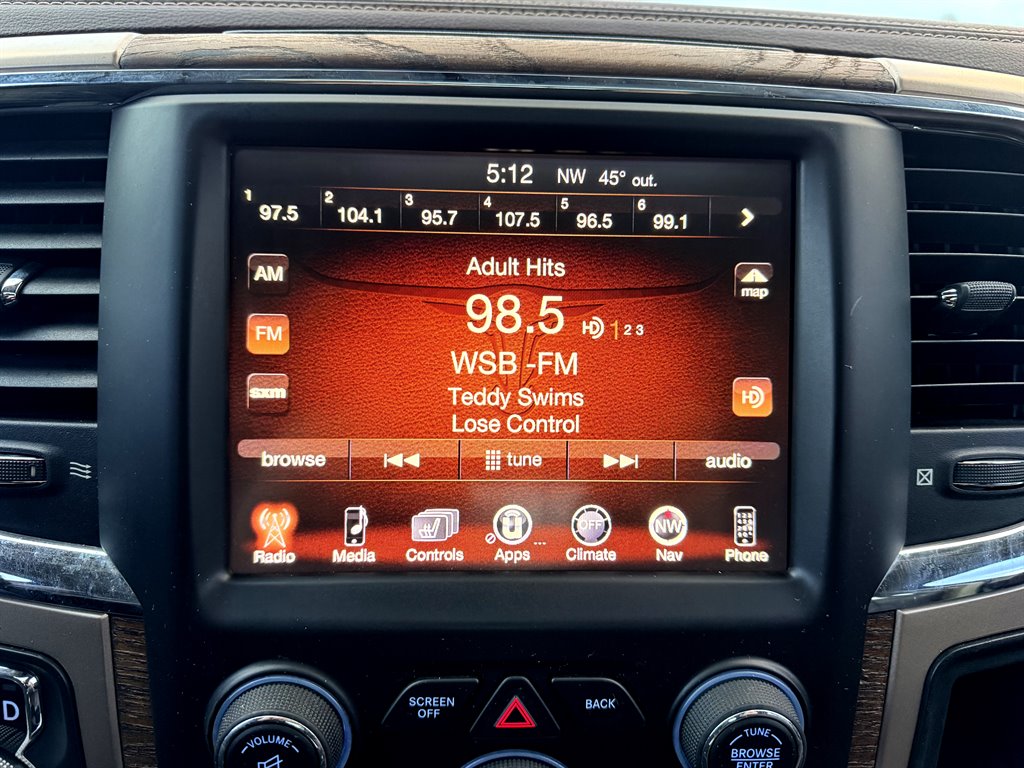 5:12 NW 45° out.
1 97.5 2 104.1 3 95.7 4 107.5 5 96.5 6 99.1
AM
FM
sxm
Adult Hits
98.5 HD 1 2 3
WSB -FM
Teddy Swims
Lose Control
map
HD
browse tune audio
OFF NW
Radio Media Controls Apps ... Climate Nav Phone
D
SCREEN
OFF
BACK
VOLUME
TUNE
BROWSE
ENTER